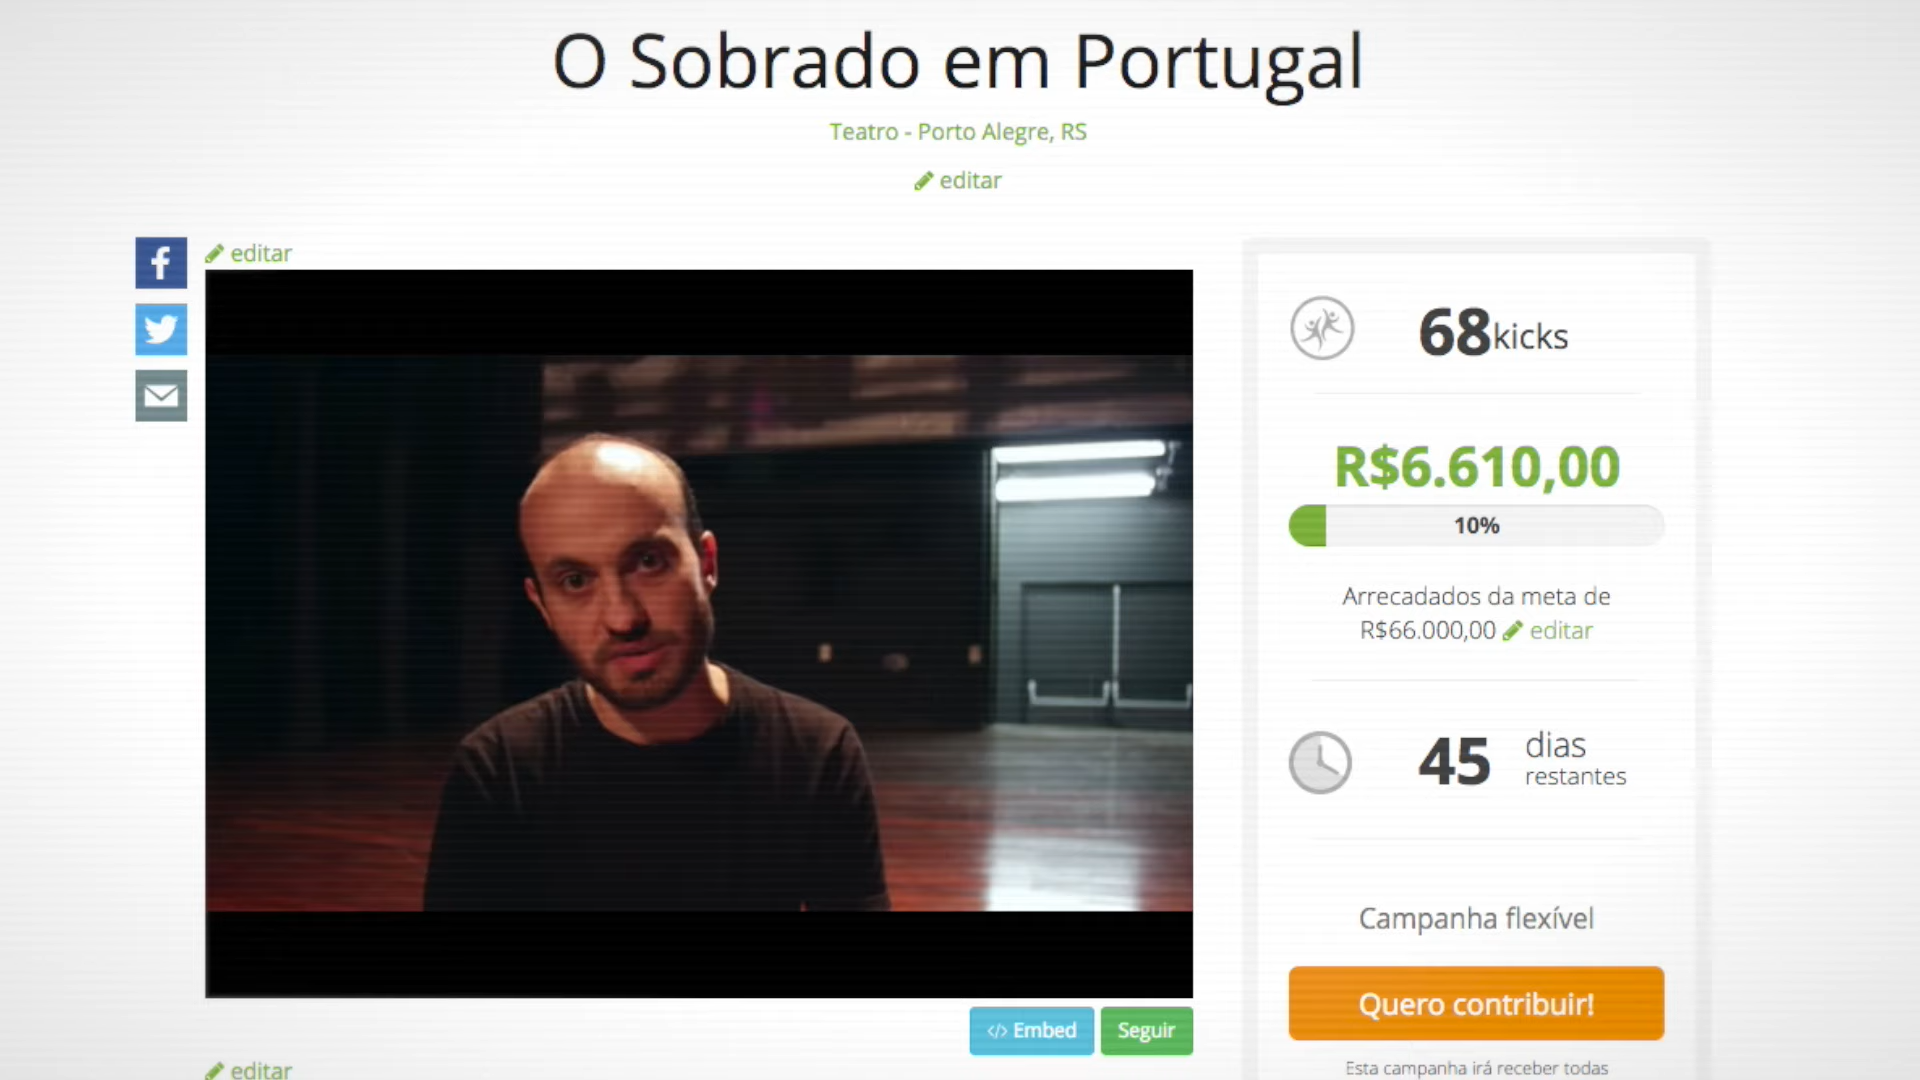 O Sobrado em Portugal
Teatro - Porto Alegre, RS
editar
editar
68kicks
R$6.610,00
10%
Arrecadados da meta de
R$66.000,00 editar
45 dias
restantes
Campanha flexível
Quero contribuir!
Esta campanha irá receber todas
</> Embed
Seguir
editar